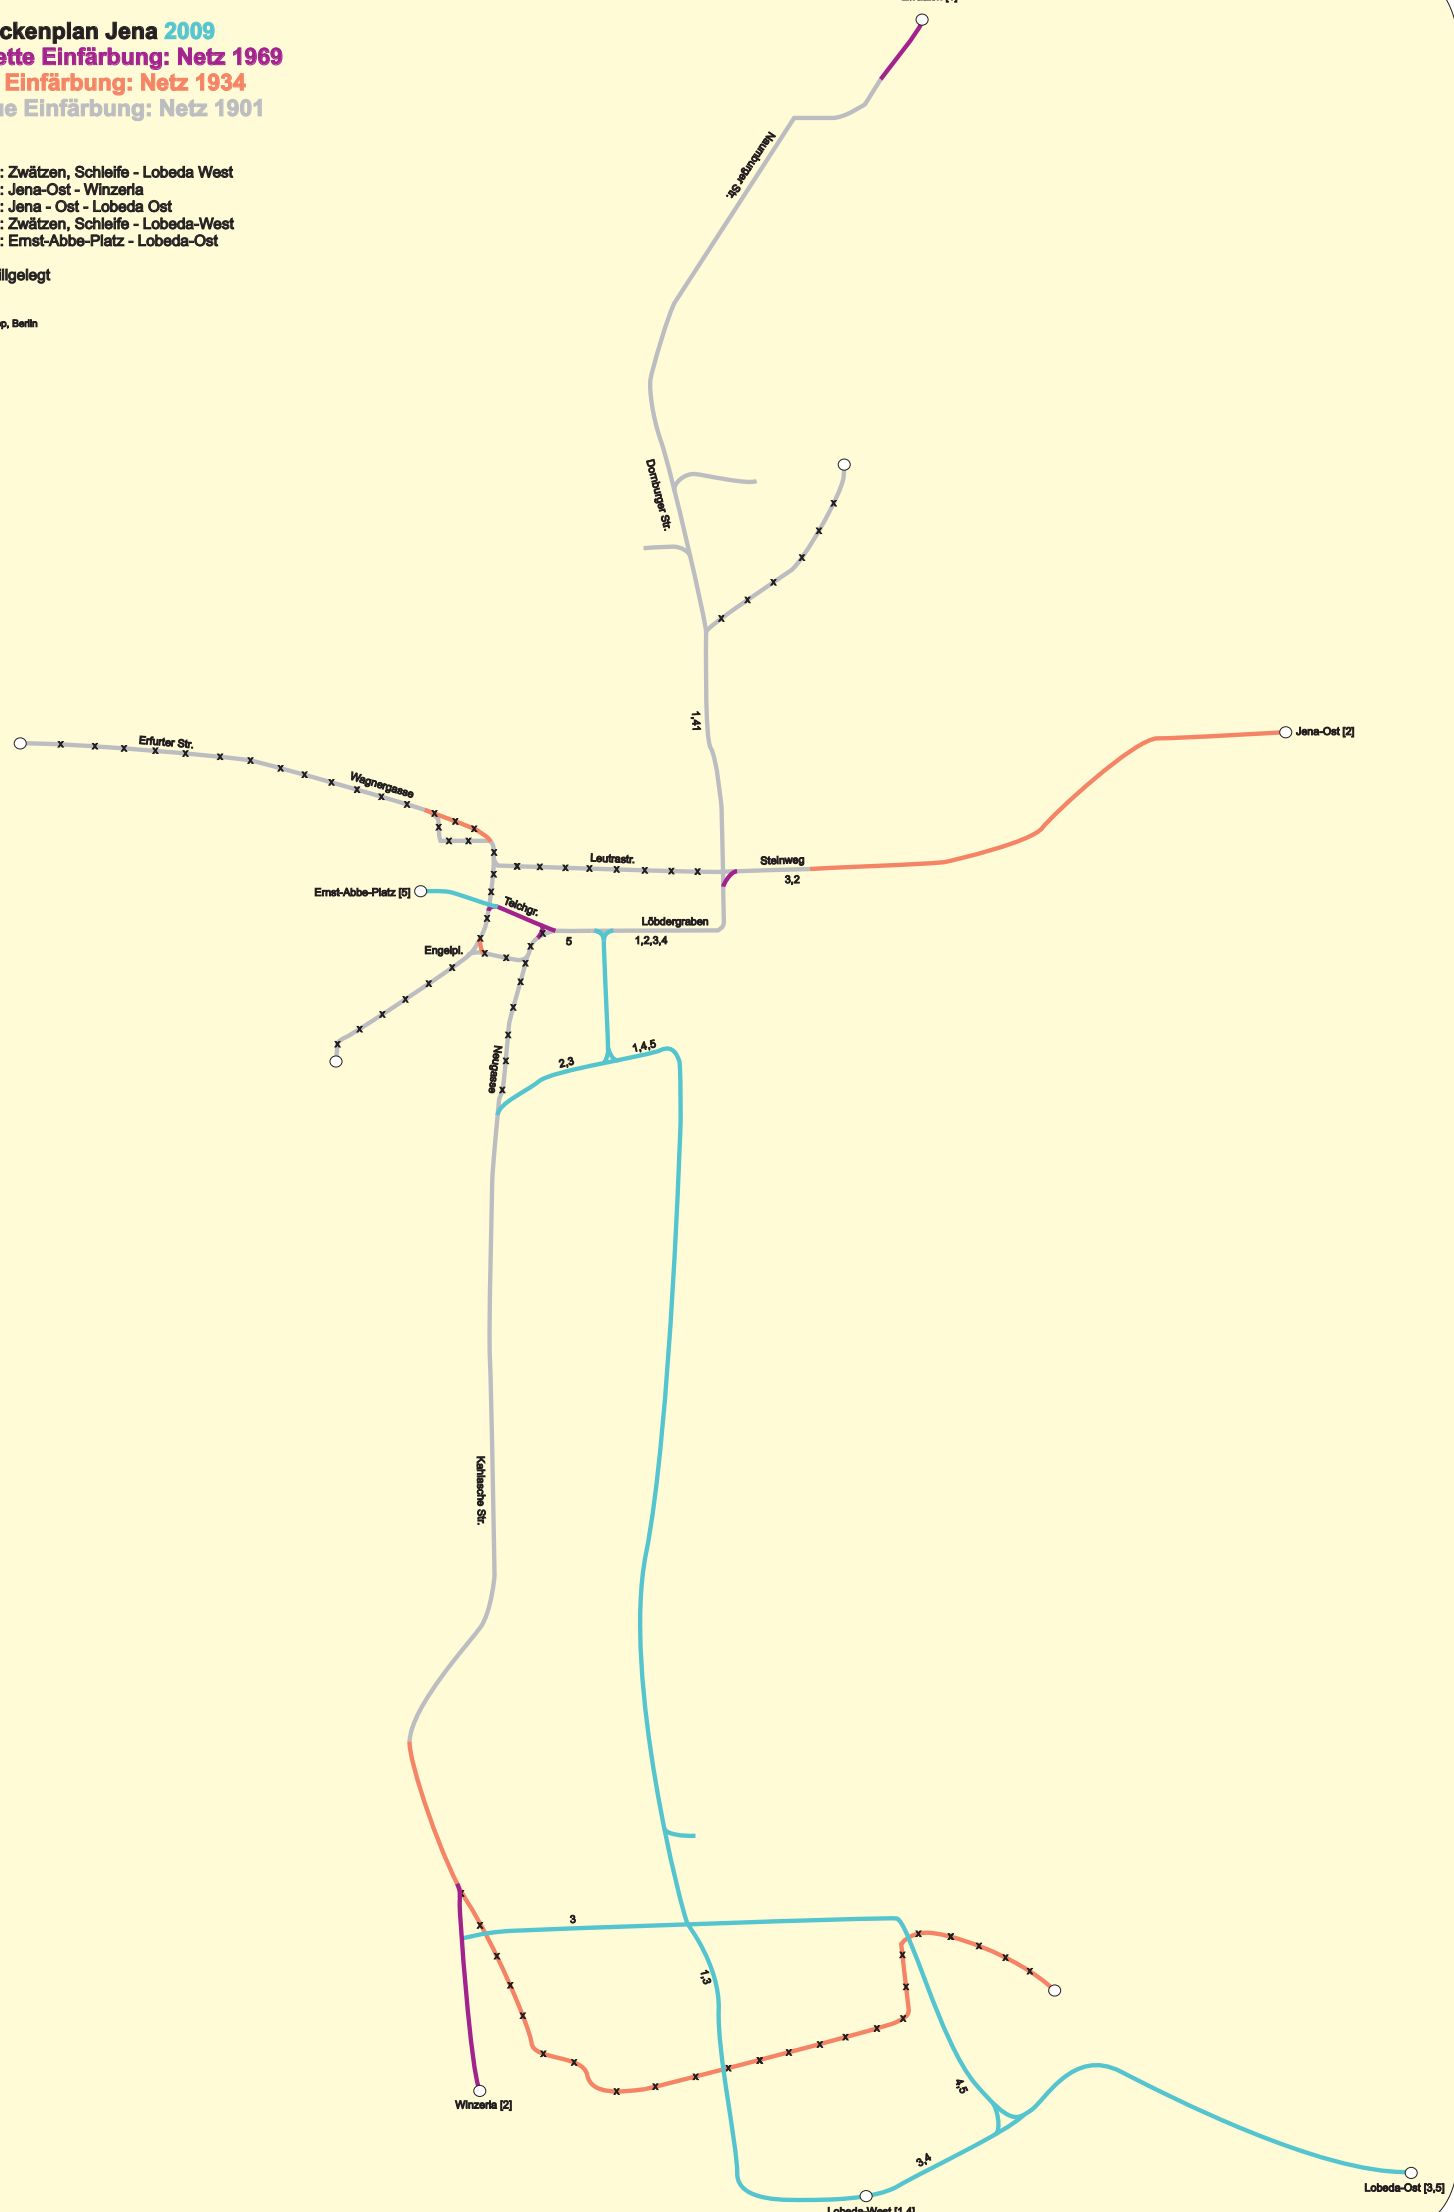 ckenplan Jena 2009
ette Einfärbung: Netz 1969
Einfärbung: Netz 1934
ue Einfärbung: Netz 1901
: Zwätzen, Schleife - Lobeda West
: Jena-Ost - Winzerla
: Jena - Ost - Lobeda Ost
: Zwätzen, Schleife - Lobeda-West
: Ernst-Abbe-Platz - Lobeda-Ost
illgelegt
p, Berlin
Naumburger Str.
Dornburger Str.
1,41
Jena-Ost [2]
Erfurter Str.
Wagnergasse
Leutrastr.
Steinweg
3,2
Ernst-Abbe-Platz [5]
Teichgr.
Löbdergraben
5
1,2,3,4
Engelpl.
Neugasse
2,3
1,4,5
Kahlasche Str.
3
1,3
4,5
Winzerla [2]
3,4
Lobeda-Ost [3,5]
Lobeda-West [1,4]